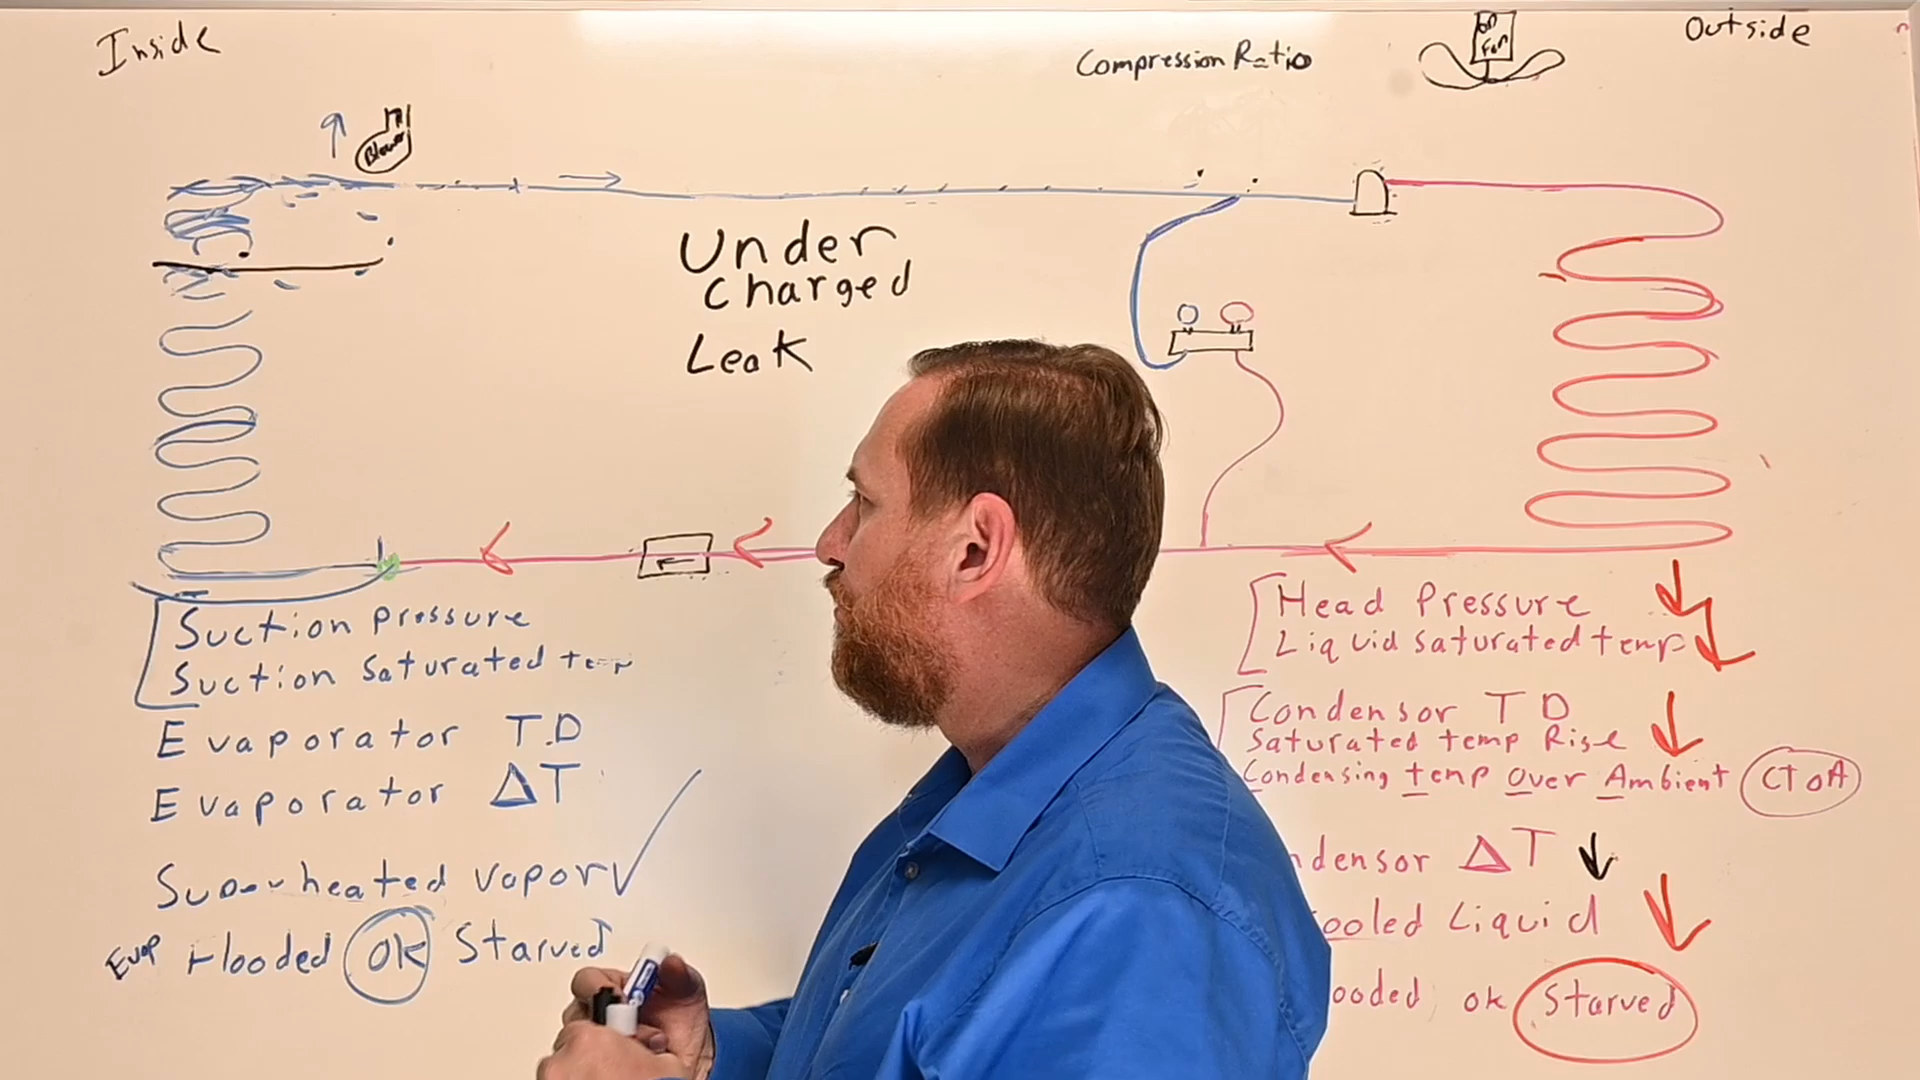 Inside
Compression Ratio
on
Fan
Outside
Blower
Under
Charged
Leak
Suction Pressure
Suction Saturated temp
Evaporator T.D
Evaporator ΔT
Superheated Vapor ✓
Evap Flooded OK Starved
Head Pressure
Liquid Saturated temp
Condensor TD
Saturated temp Rise
Condensing temp Over Ambient CTOA
ndensor ΔT
ooled Liquid
ooded ok Starved